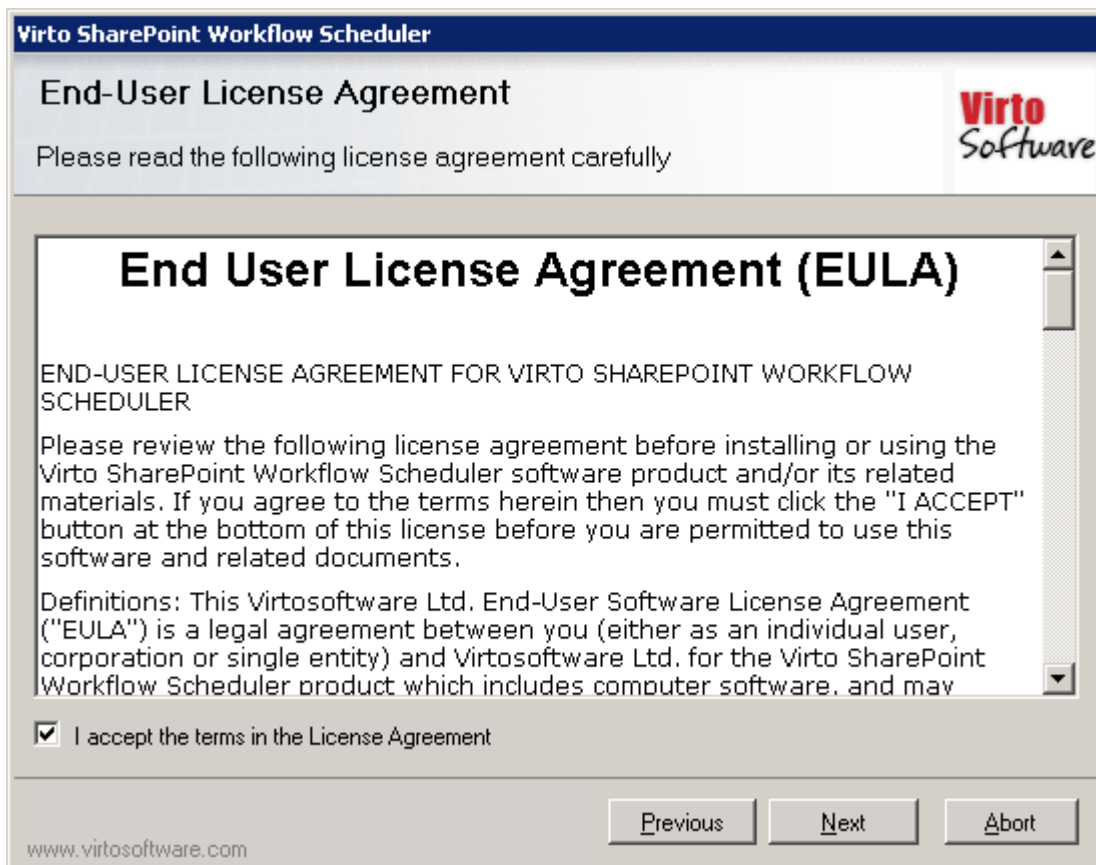 Virto SharePoint Workflow Scheduler
End-User License Agreement
Please read the following license agreement carefully
Virto
Software
End User License Agreement (EULA)
END-USER LICENSE AGREEMENT FOR VIRTO SHAREPOINT WORKFLOW
SCHEDULER
Please review the following license agreement before installing or using the
Virto SharePoint Workflow Scheduler software product and/or its related
materials. If you agree to the terms herein then you must click the "I ACCEPT"
button at the bottom of this license before you are permitted to use this
software and related documents.
Definitions: This Virtosoftware Ltd. End-User Software License Agreement
("EULA") is a legal agreement between you (either as an individual user,
corporation or single entity) and Virtosoftware Ltd. for the Virto SharePoint
Workflow Scheduler product which includes computer software, and may
I accept the terms in the License Agreement
Previous Next Abort
www.virtosoftware.com